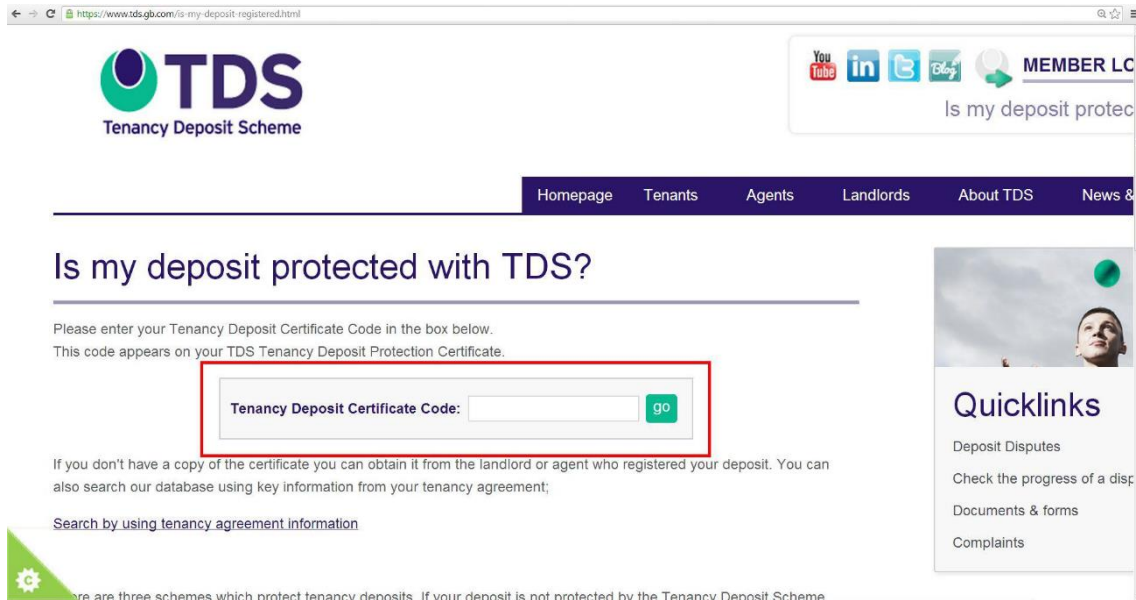 https://www.tds.gb.com/is-my-deposit-registered.html
TDS
Tenancy Deposit Scheme
You
Tube
in
Blog
MEMBER LO
Is my deposit protec
Homepage Tenants Agents Landlords About TDS News &
Is my deposit protected with TDS?
Please enter your Tenancy Deposit Certificate Code in the box below.
This code appears on your TDS Tenancy Deposit Protection Certificate.
Tenancy Deposit Certificate Code: go
If you don't have a copy of the certificate you can obtain it from the landlord or agent who registered your deposit. You can
also search our database using key information from your tenancy agreement;
Search by using tenancy agreement information
Quicklinks
Deposit Disputes
Check the progress of a disp
Documents & forms
Complaints
C
are three schemes which protect tenancy deposits. If your deposit is not protected by the Tenancy Deposit Scheme